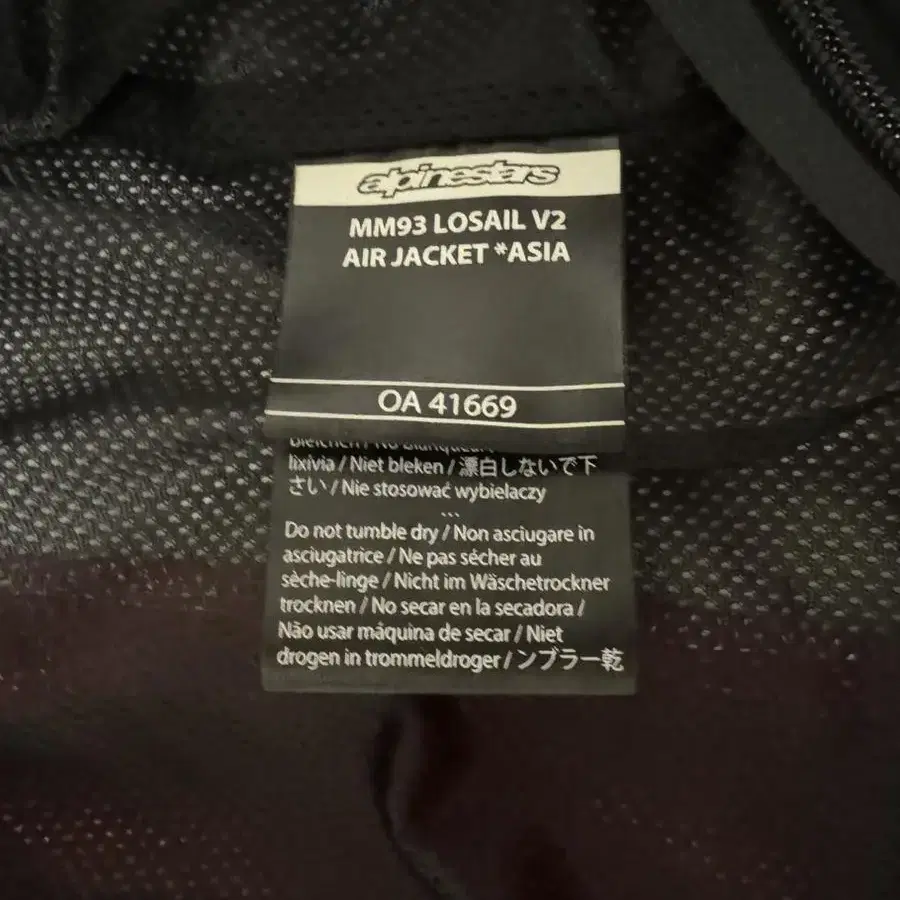 alpinestars
MM93 LOSAIL V2
AIR JACKET *ASIA
OA 41669
lixívia / Niet bleken / 漂白しないで下
さい / Nie stosować wybielaczy
...
Do not tumble dry / Non asciugare in
asciugatrice / Ne pas sécher au
sèche-linge / Nicht im Wäschetrockner
trocknen / No secar en la secadora /
Não usar máquina de secar / Niet
drogen in trommeldroger / ンブラー乾